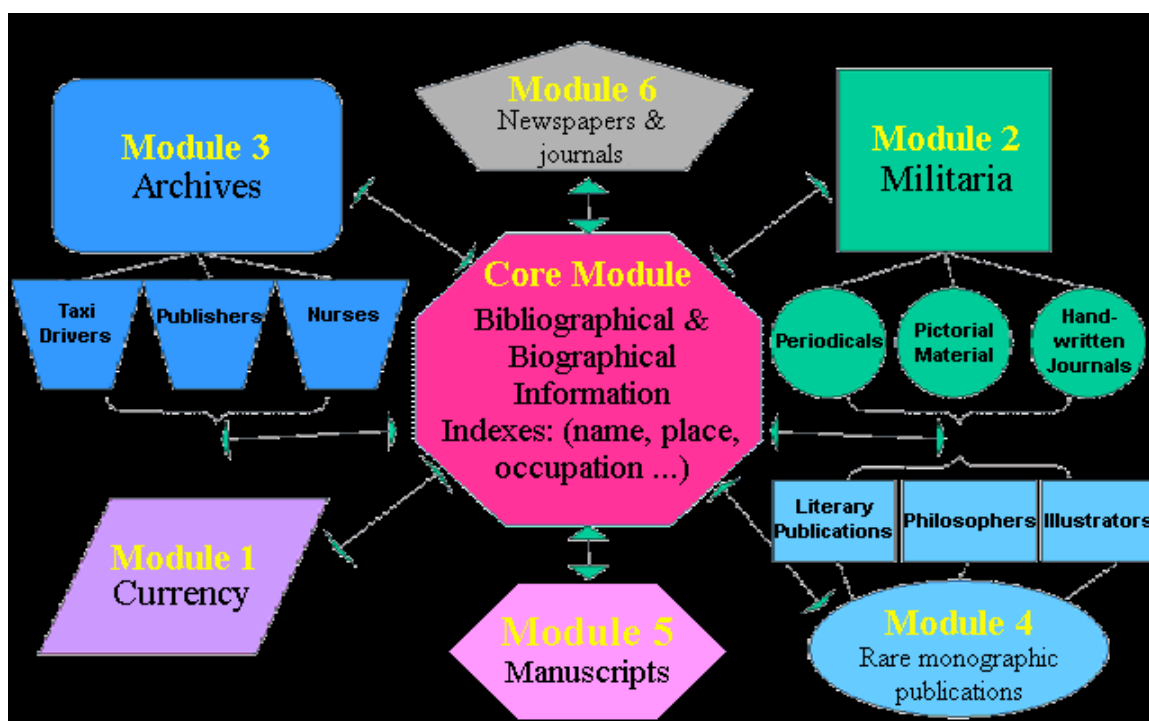 Module 6
Newspapers &
journals
Module 3
Archives
Module 2
Militaria
Taxi
Drivers
Publishers
Nurses
Core Module
Bibliographical &
Biographical
Information
Indexes: (name, place,
occupation ...)
Periodicals
Pictorial
Material
Hand-
written
Journals
Literary
Publications
Philosophers
Illustrators
Module 1
Currency
Module 5
Manuscripts
Module 4
Rare monographic
publications